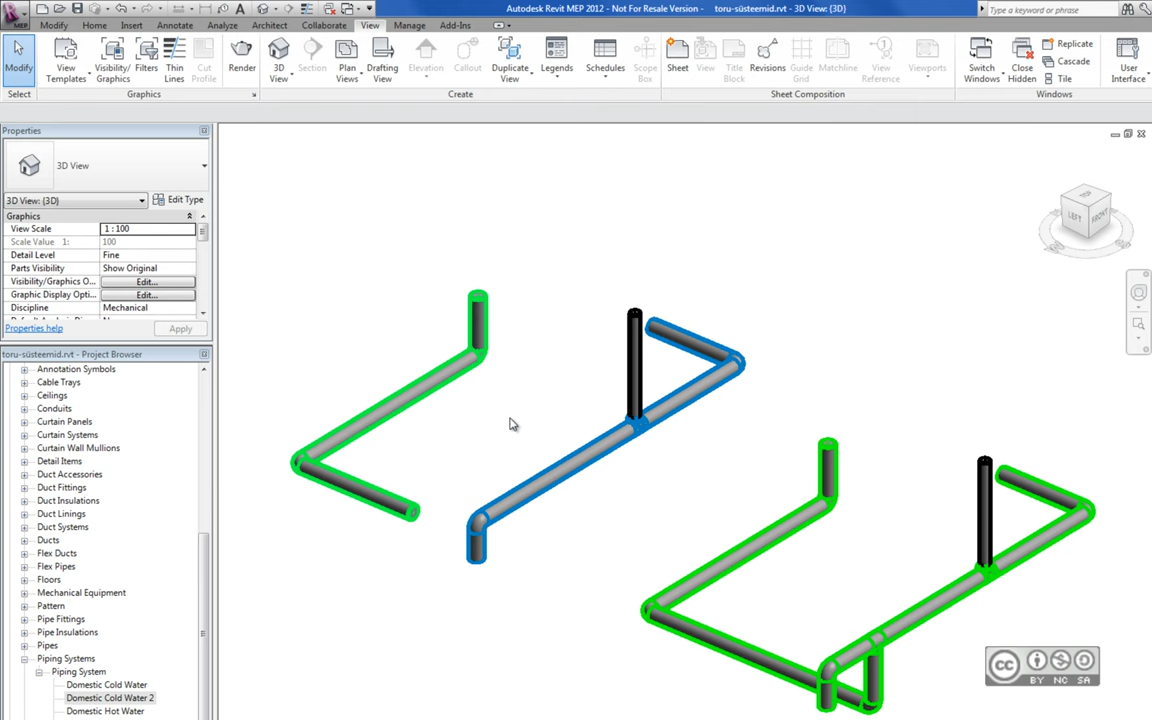 Autodesk Revit MEP 2012 - Not For Resale Version - toru-süsteemid.rvt - 3D View: {3D}
Type a keyword or phrase
MEP
Modify Home Insert Annotate Analyze Architect Collaborate View Manage Add-Ins
Modify
View Templates
Visibility/ Graphics
Filters
Thin Lines
Cut Profile
Render
3D View
Section
Plan Views
Drafting View
Elevation
Callout
Duplicate View
Legends
Schedules
Scope Box
Sheet
View
Title Block
Revisions
Guide Grid
Matchline
View Reference
Viewports
Switch Windows
Close Hidden
Replicate
Cascade
Tile
User Interface
Select Graphics Create Sheet Composition Windows
Properties
3D View
3D View: {3D} Edit Type
Graphics
View Scale 1 : 100
Scale Value 1: 100
Detail Level Fine
Parts Visibility Show Original
Visibility/Graphics O... Edit...
Graphic Display Opti... Edit...
Discipline Mechanical
Properties help Apply
toru-süsteemid.rvt - Project Browser
Annotation Symbols
Cable Trays
Ceilings
Conduits
Curtain Panels
Curtain Systems
Curtain Wall Mullions
Detail Items
Duct Accessories
Duct Fittings
Duct Insulations
Duct Linings
Duct Systems
Ducts
Flex Ducts
Flex Pipes
Floors
Mechanical Equipment
Pattern
Pipe Fittings
Pipe Insulations
Pipes
Piping Systems
Piping System
Domestic Cold Water
Domestic Cold Water 2
Domestic Hot Water
TOP
LEFT
FRONT
cc
BY NC SA